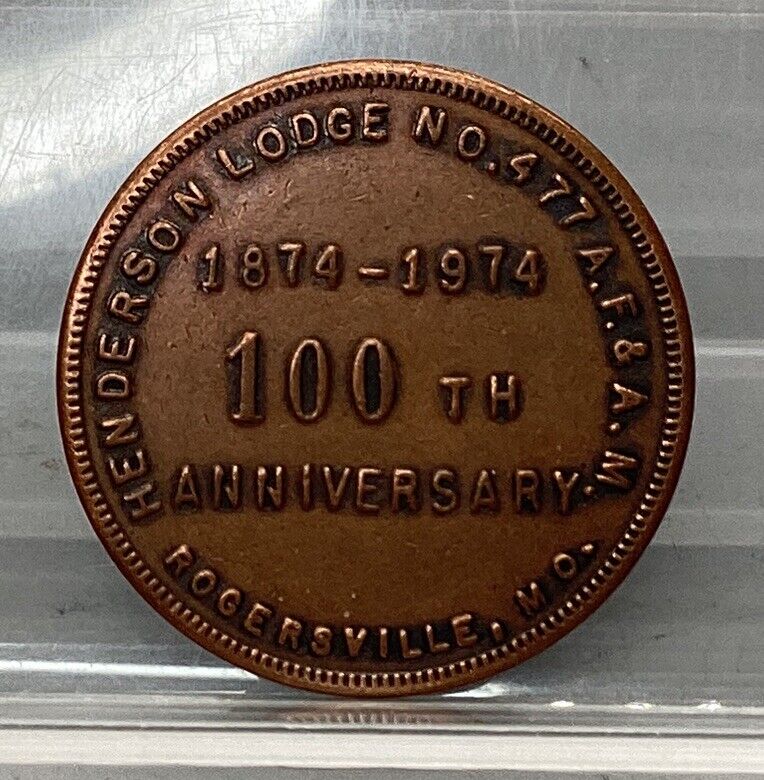 HENDERSON LODGE NO. 477 A.F. & A.M.
1874-1974
100 TH
ANNIVERSARY
ROGERSVILLE, MO.